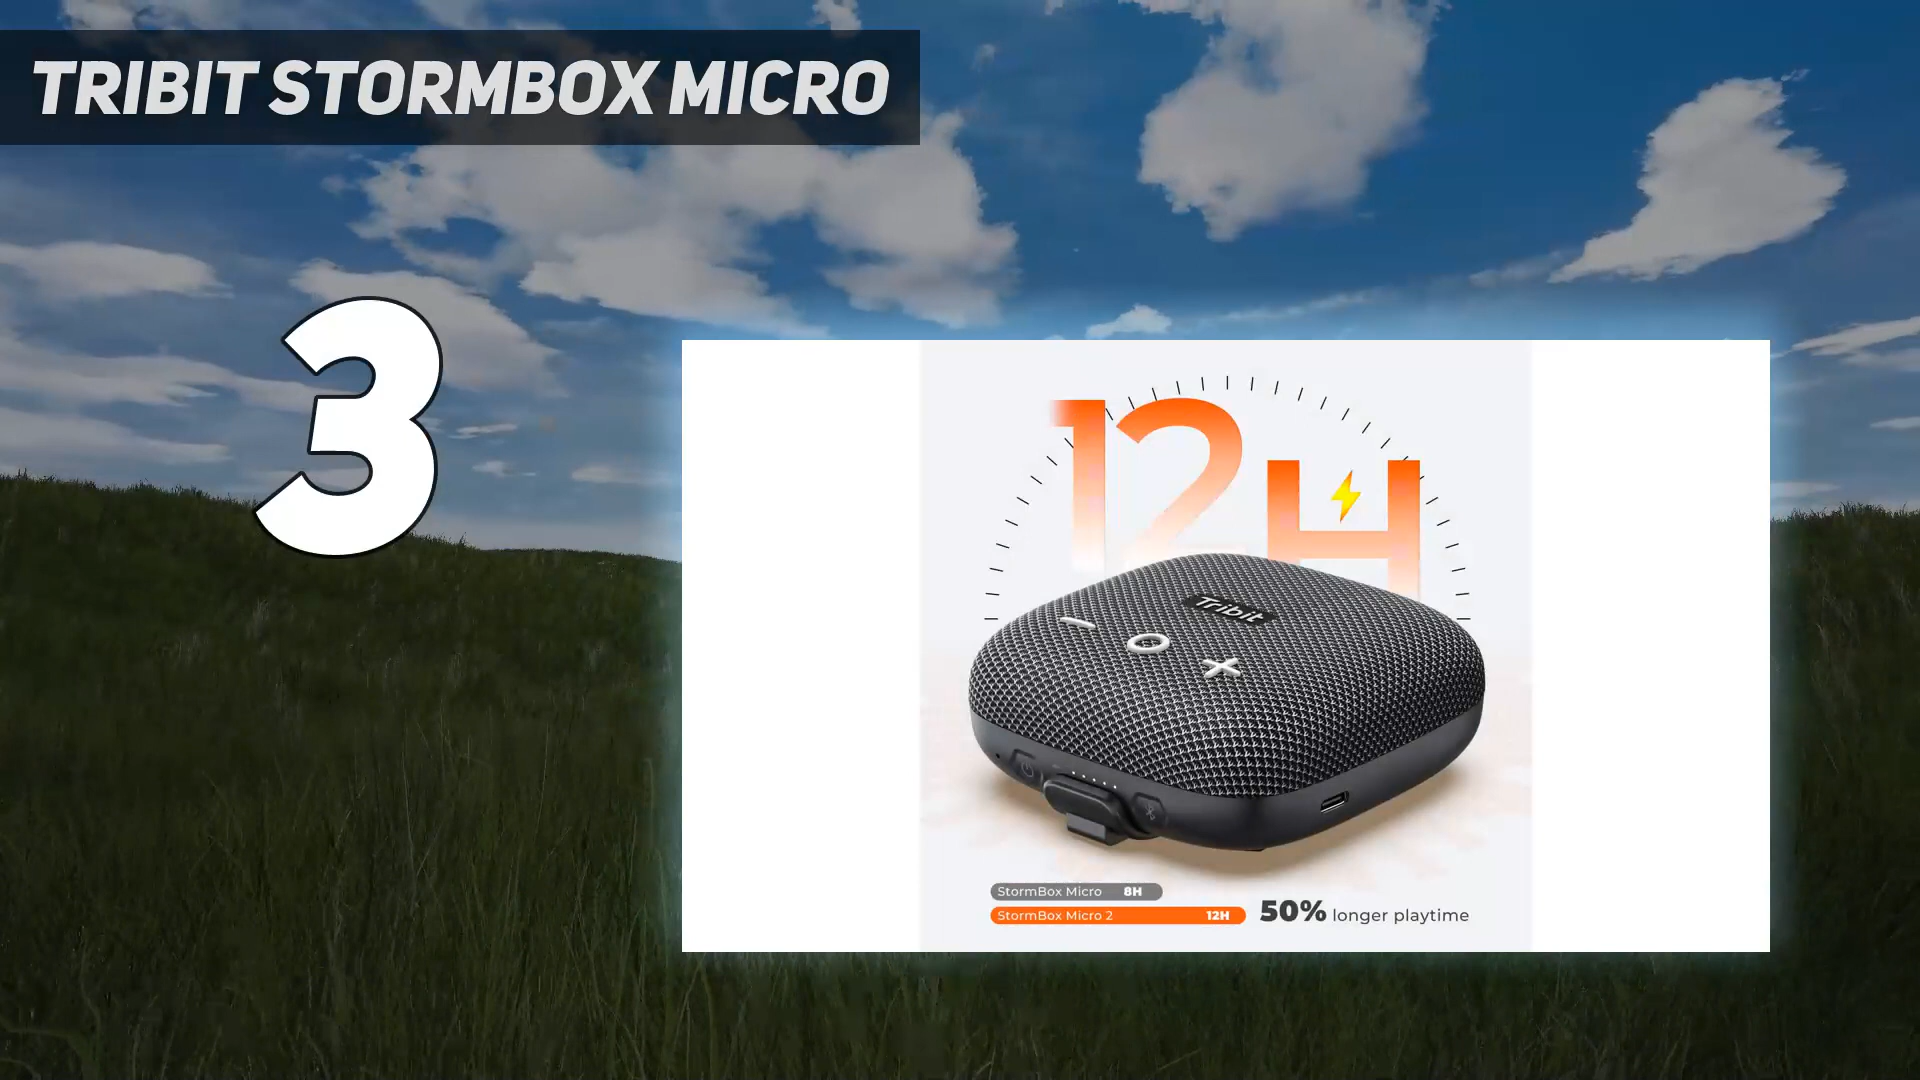 TRIBIT STORMBOX MICRO
3
12H
Tribit
StormBox Micro 8H
StormBox Micro 2 12H
50% longer playtime